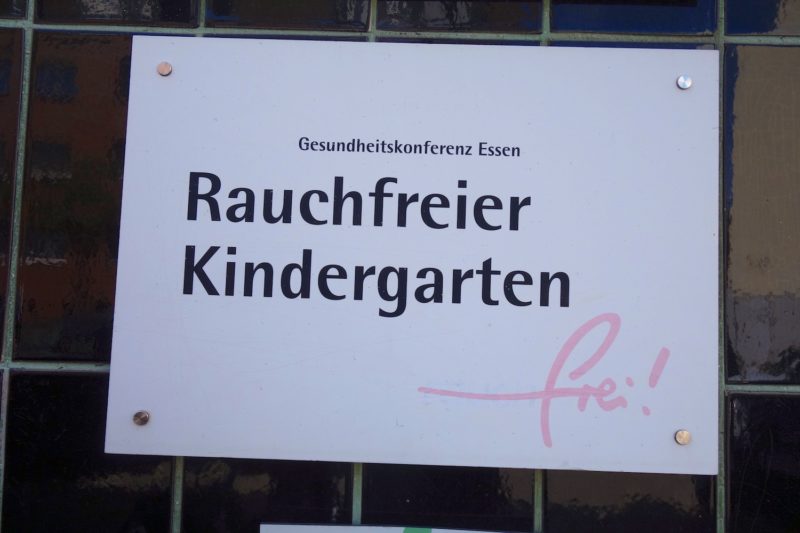 Gesundheitskonferenz Essen
Rauchfreier
Kindergarten
frei!